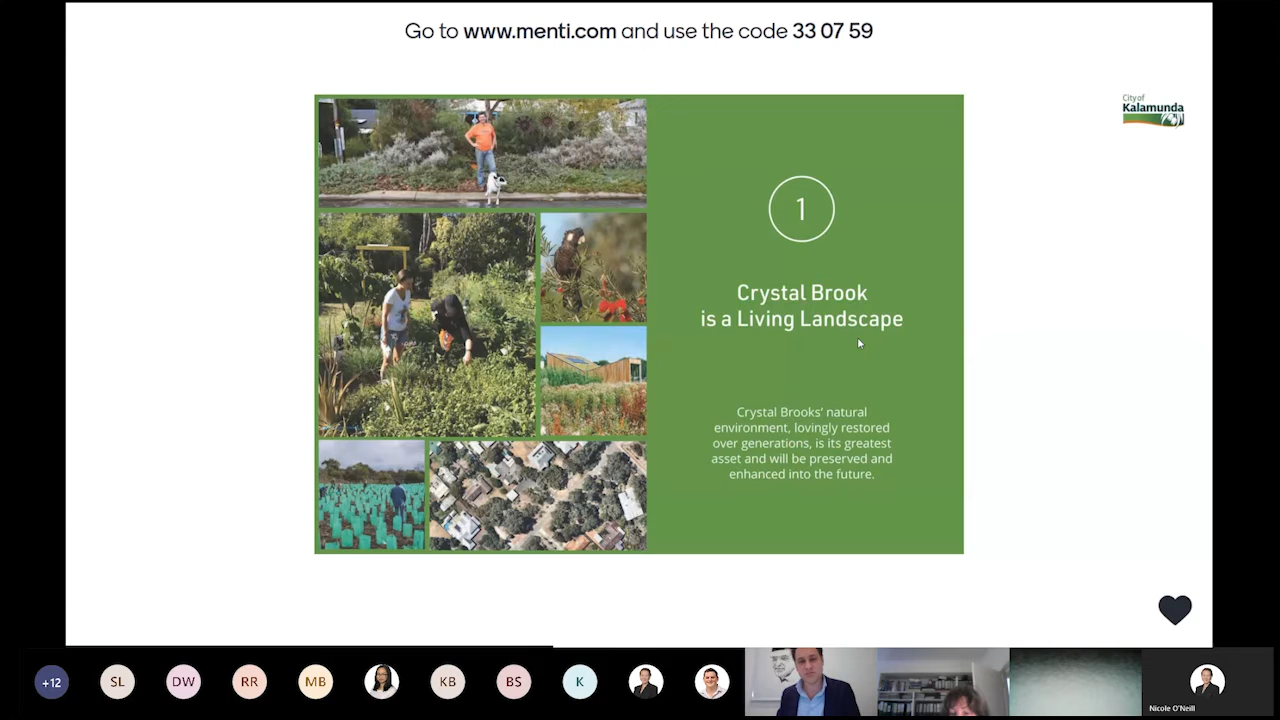 Go to www.menti.com and use the code 33 07 59
City of
Kalamunda
1
Crystal Brook
is a Living Landscape
Crystal Brooks' natural
environment, lovingly restored
over generations, is its greatest
asset and will be preserved and
enhanced into the future.
+12
SL
DW
RR
MB
KB
BS
K
Nicole O'Neill